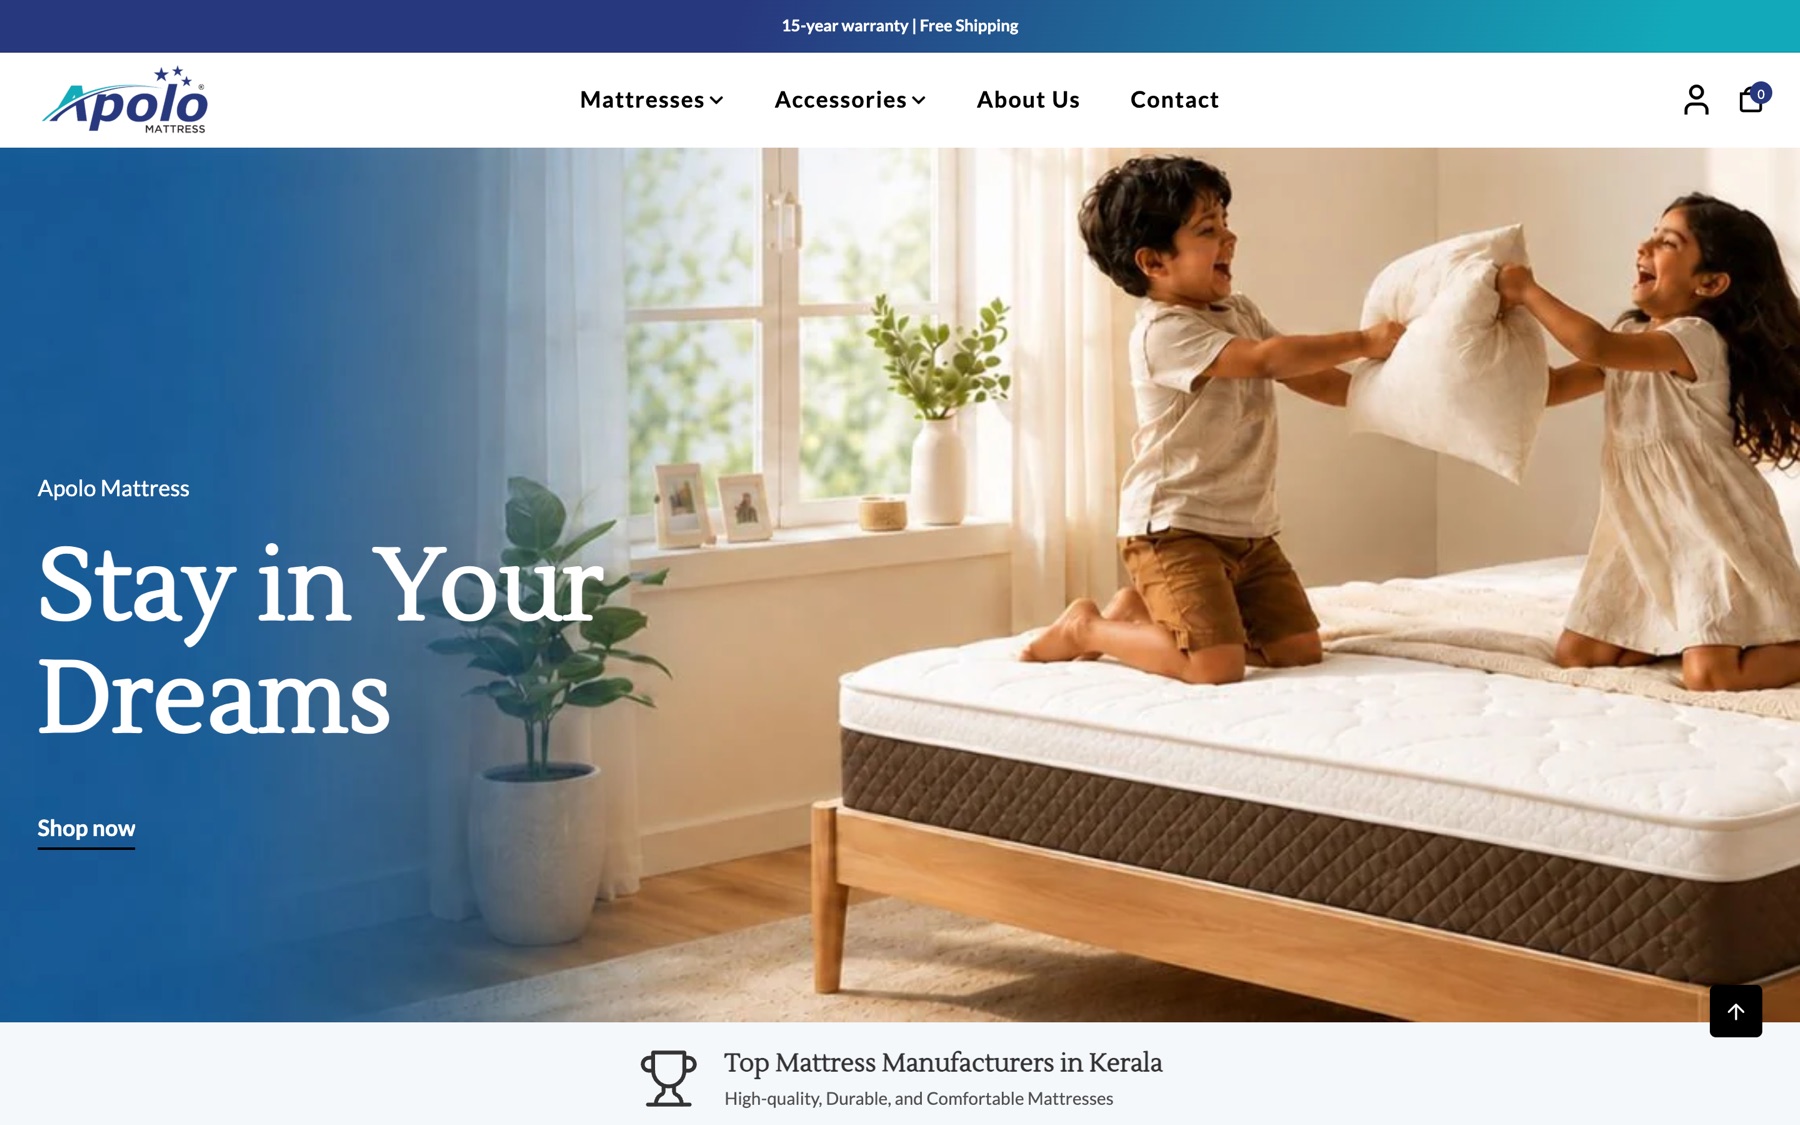 15-year warranty | Free Shipping
Apolo®
MATTRESS
Mattresses
Accessories
About Us
Contact
0
Apolo Mattress
Stay in Your
Dreams
Shop now
Top Mattress Manufacturers in Kerala
High-quality, Durable, and Comfortable Mattresses